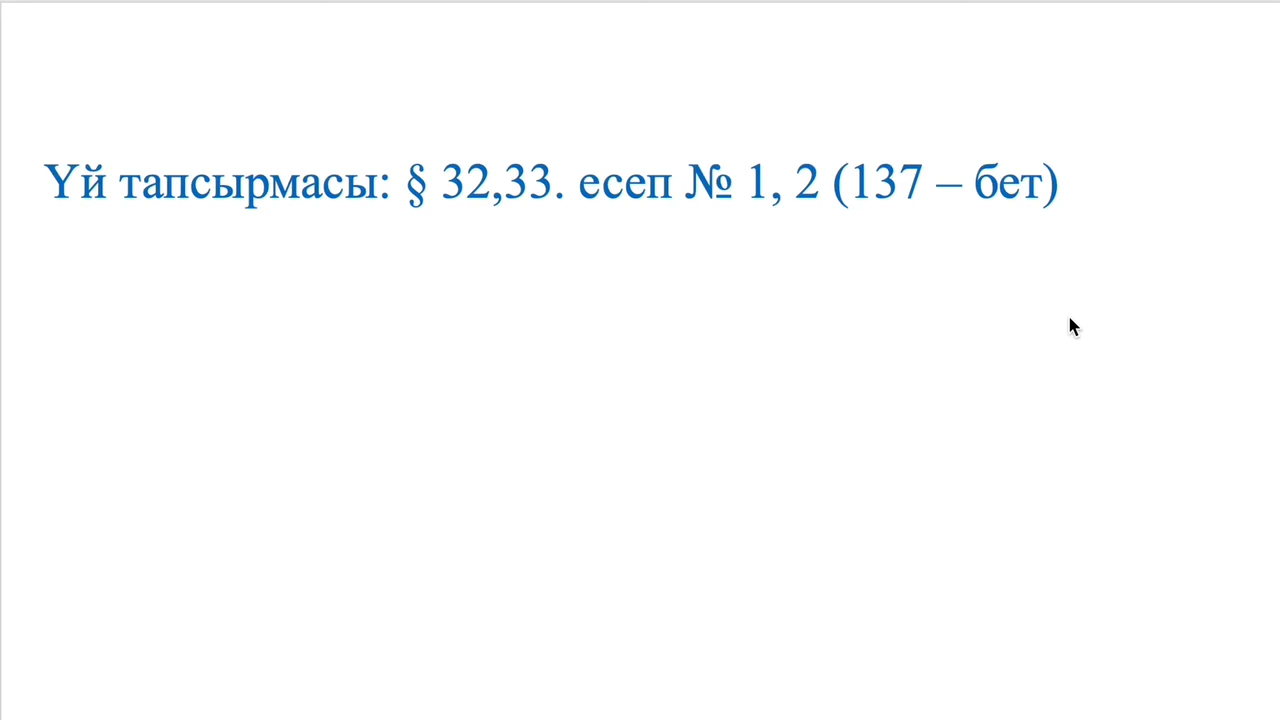 Үй тапсырмасы: § 32,33. есеп № 1, 2 (137 – бет)